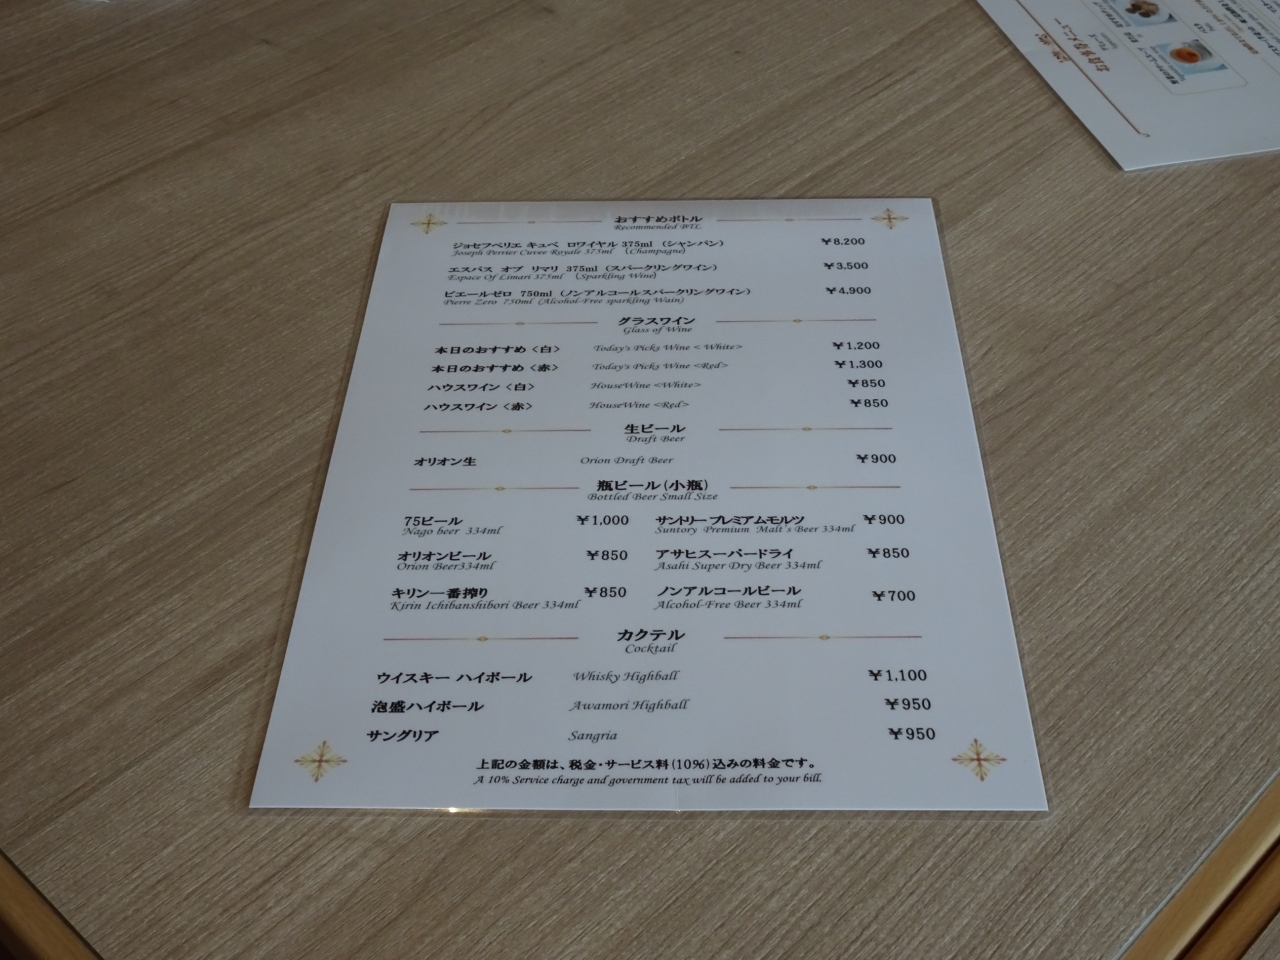 おすすめボトル
Recommended BTL
ジョセフペリエ キュベ ロワイヤル 375ml （シャンパン） ￥8,200
Joseph Perrier Cuvee Royale 375ml （Champagne）
エスパス オブ リマリ 375ml （スパークリングワイン） ￥3,500
Espace Of Limari 375ml （Sparkling Wine）
ピエールゼロ 750ml （ノンアルコールスパークリングワイン） ￥4,900
Pierre Zero 750ml (Alcohol-Free sparkling Wain)
グラスワイン
Glass of Wine
本日のおすすめ〈白〉 Today's Picks Wine < White> ￥1,200
本日のおすすめ〈赤〉 Today's Picks Wine <Red> ￥1,300
ハウスワイン〈白〉 HouseWine <White> ￥850
ハウスワイン〈赤〉 HouseWine <Red> ￥850
生ビール
Draft Beer
オリオン生 Orion Draft Beer ￥900
瓶ビール（小瓶）
Bottled Beer Small Size
75ビール ￥1,000 サントリー プレミアムモルツ ￥900
Nago beer 334ml Suntory Premium Malt's Beer 334ml
オリオンビール ￥850 アサヒスーパードライ ￥850
Orion Beer334ml Asahi Super Dry Beer 334ml
キリン一番搾り ￥850 ノンアルコールビール ￥700
Kirin Ichibanshibori Beer 334ml Alcohol-Free Beer 334ml
カクテル
Cocktail
ウイスキー ハイボール Whisky Highball ￥1,100
泡盛ハイボール Awamori Highball ￥950
サングリア Sangria ￥950
上記の金額は、税金・サービス料(10%)込みの料金です。
A 10% Service charge and government tax will be added to your bill.